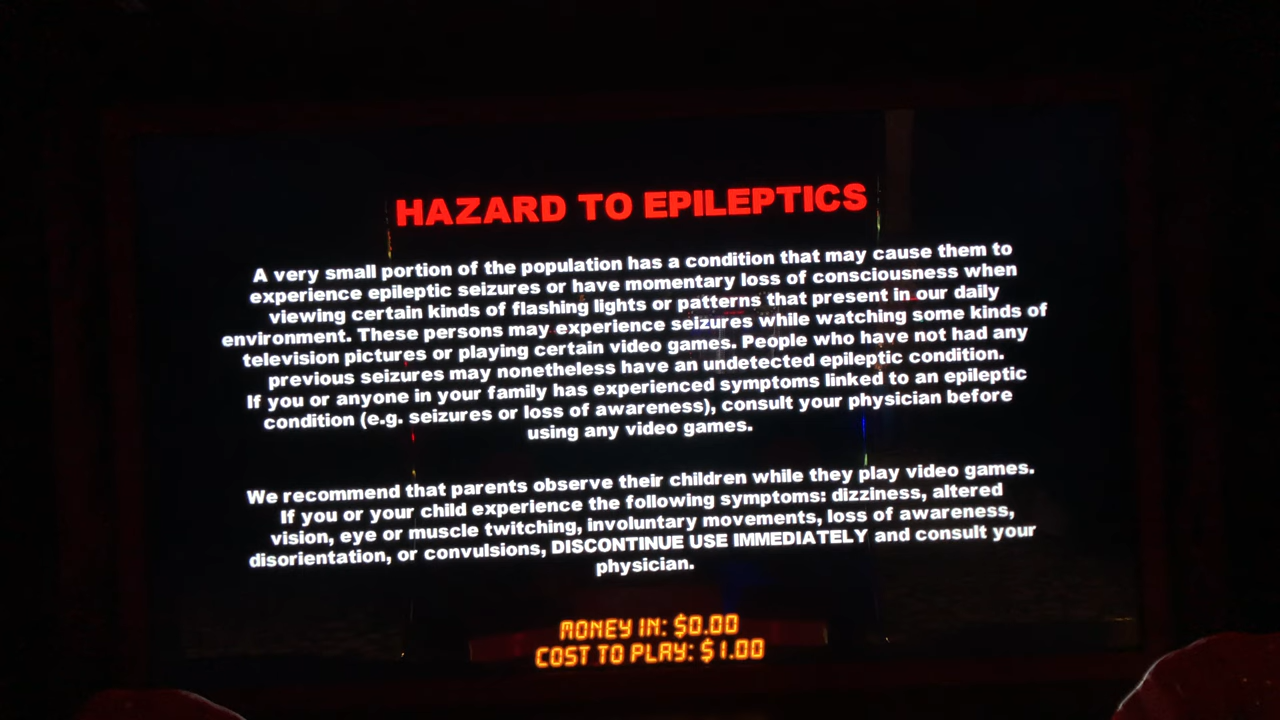 HAZARD TO EPILEPTICS
A very small portion of the population has a condition that may cause them to
experience epileptic seizures or have momentary loss of consciousness when
viewing certain kinds of flashing lights or patterns that present in our daily
environment. These persons may experience seizures while watching some kinds of
television pictures or playing certain video games. People who have not had any
previous seizures may nonetheless have an undetected epileptic condition.
If you or anyone in your family has experienced symptoms linked to an epileptic
condition (e.g. seizures or loss of awareness), consult your physician before
using any video games.
We recommend that parents observe their children while they play video games.
If you or your child experience the following symptoms: dizziness, altered
vision, eye or muscle twitching, involuntary movements, loss of awareness,
disorientation, or convulsions, DISCONTINUE USE IMMEDIATELY and consult your
physician.
MONEY IN: $0.00
COST TO PLAY: $1.00